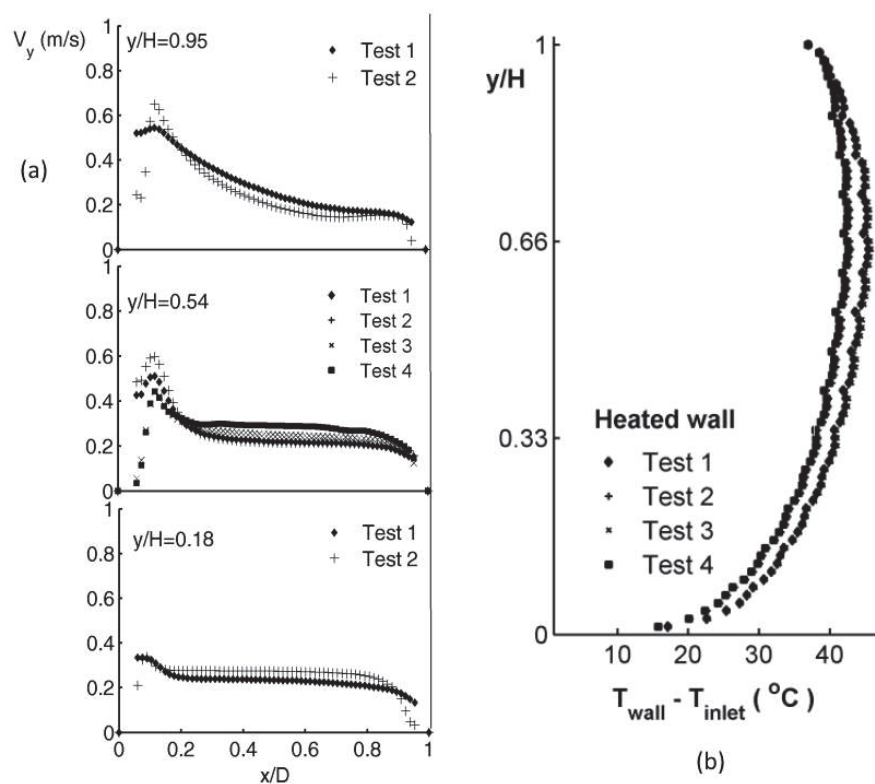 (a)
V_y (m/s)
y/H=0.95
Test 1
Test 2
1
0.8
0.6
0.4
0.2
0
y/H=0.54
Test 1
Test 2
Test 3
Test 4
1
0.8
0.6
0.4
0.2
0
y/H=0.18
Test 1
Test 2
1
0.8
0.6
0.4
0.2
0
0 0.2 0.4 0.6 0.8 1
x/D
y/H
1
0.66
0.33
0
Heated wall
Test 1
Test 2
Test 3
Test 4
10 20 30 40
T_wall - T_inlet ( °C)
(b)